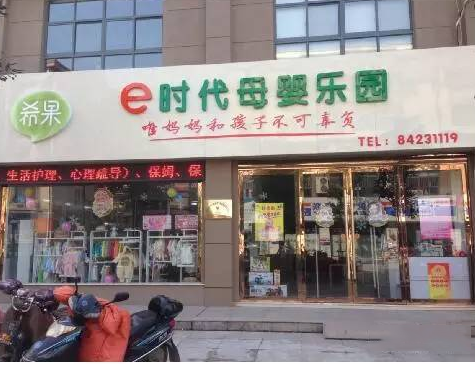 希果
e时代母婴乐园
唯妈妈和孩子不可辜负
TEL: 84231119
生活护理、心理疏导）、保姆、保